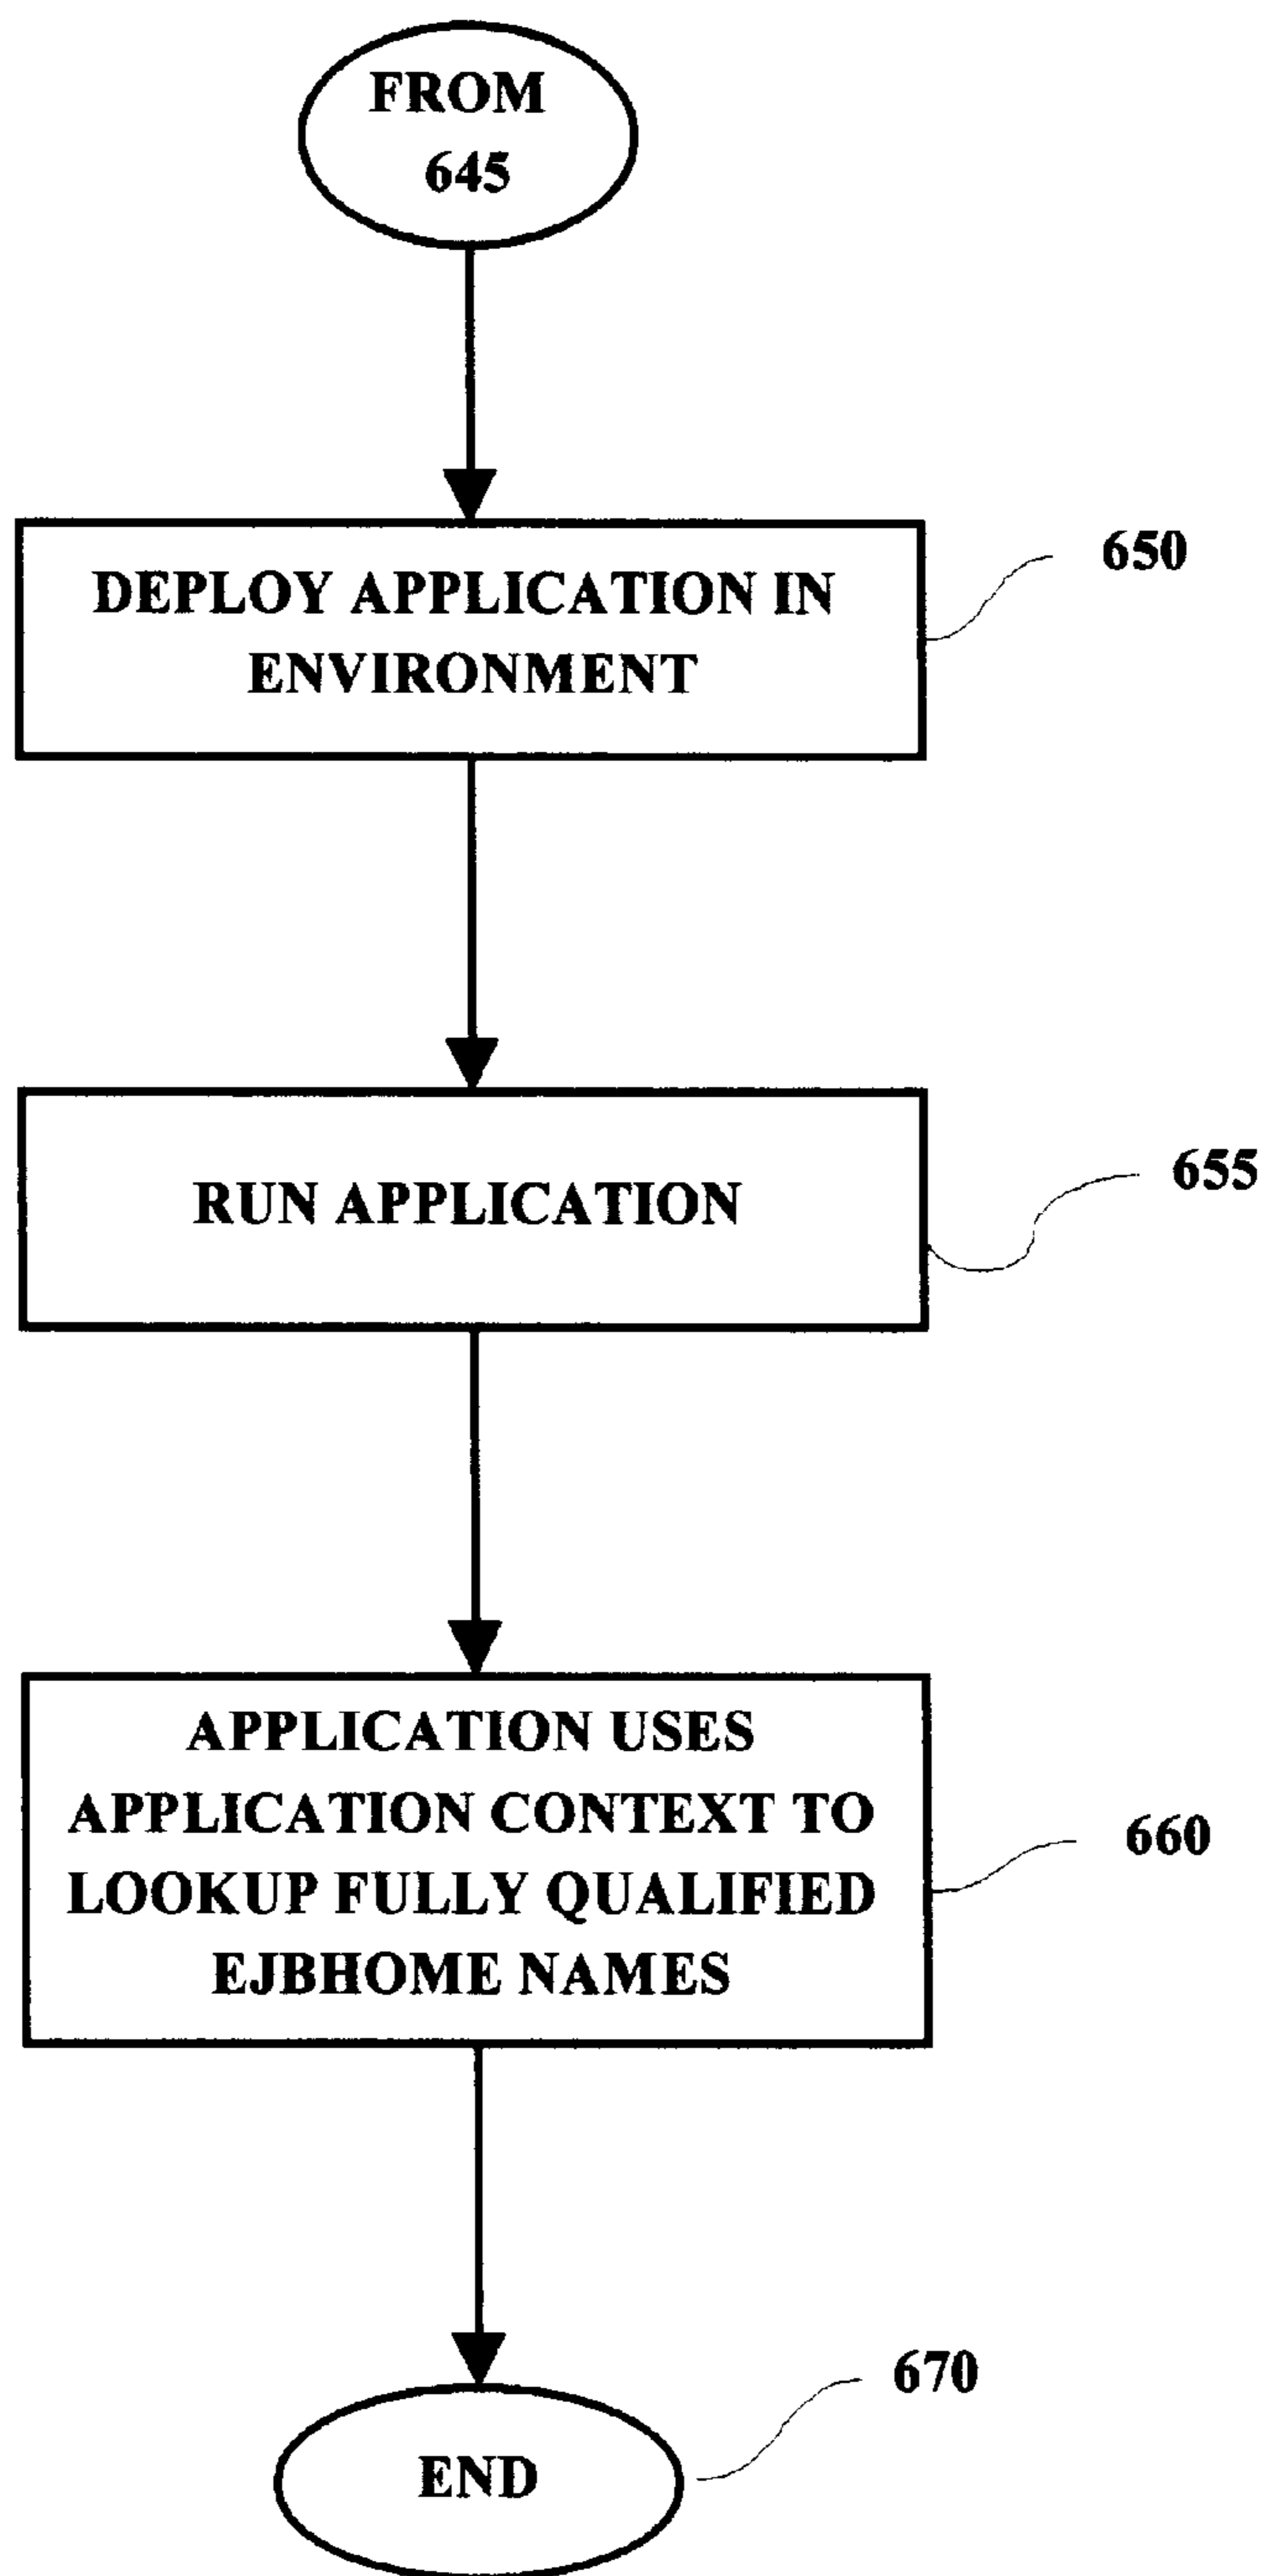 FROM
645
DEPLOY APPLICATION IN
ENVIRONMENT
650
RUN APPLICATION
655
APPLICATION USES
APPLICATION CONTEXT TO
LOOKUP FULLY QUALIFIED
EJBHOME NAMES
660
END
670